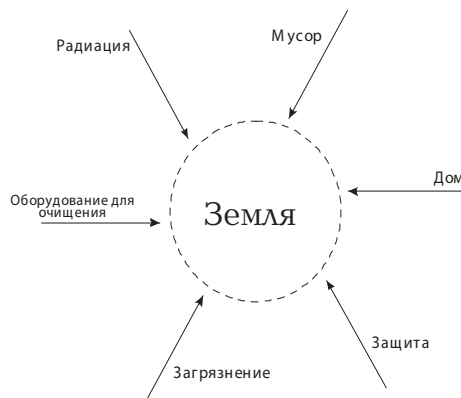 Мусор
Радиация
Дом
Оборудование для
очищения
Земля
Защита
Загрязнение